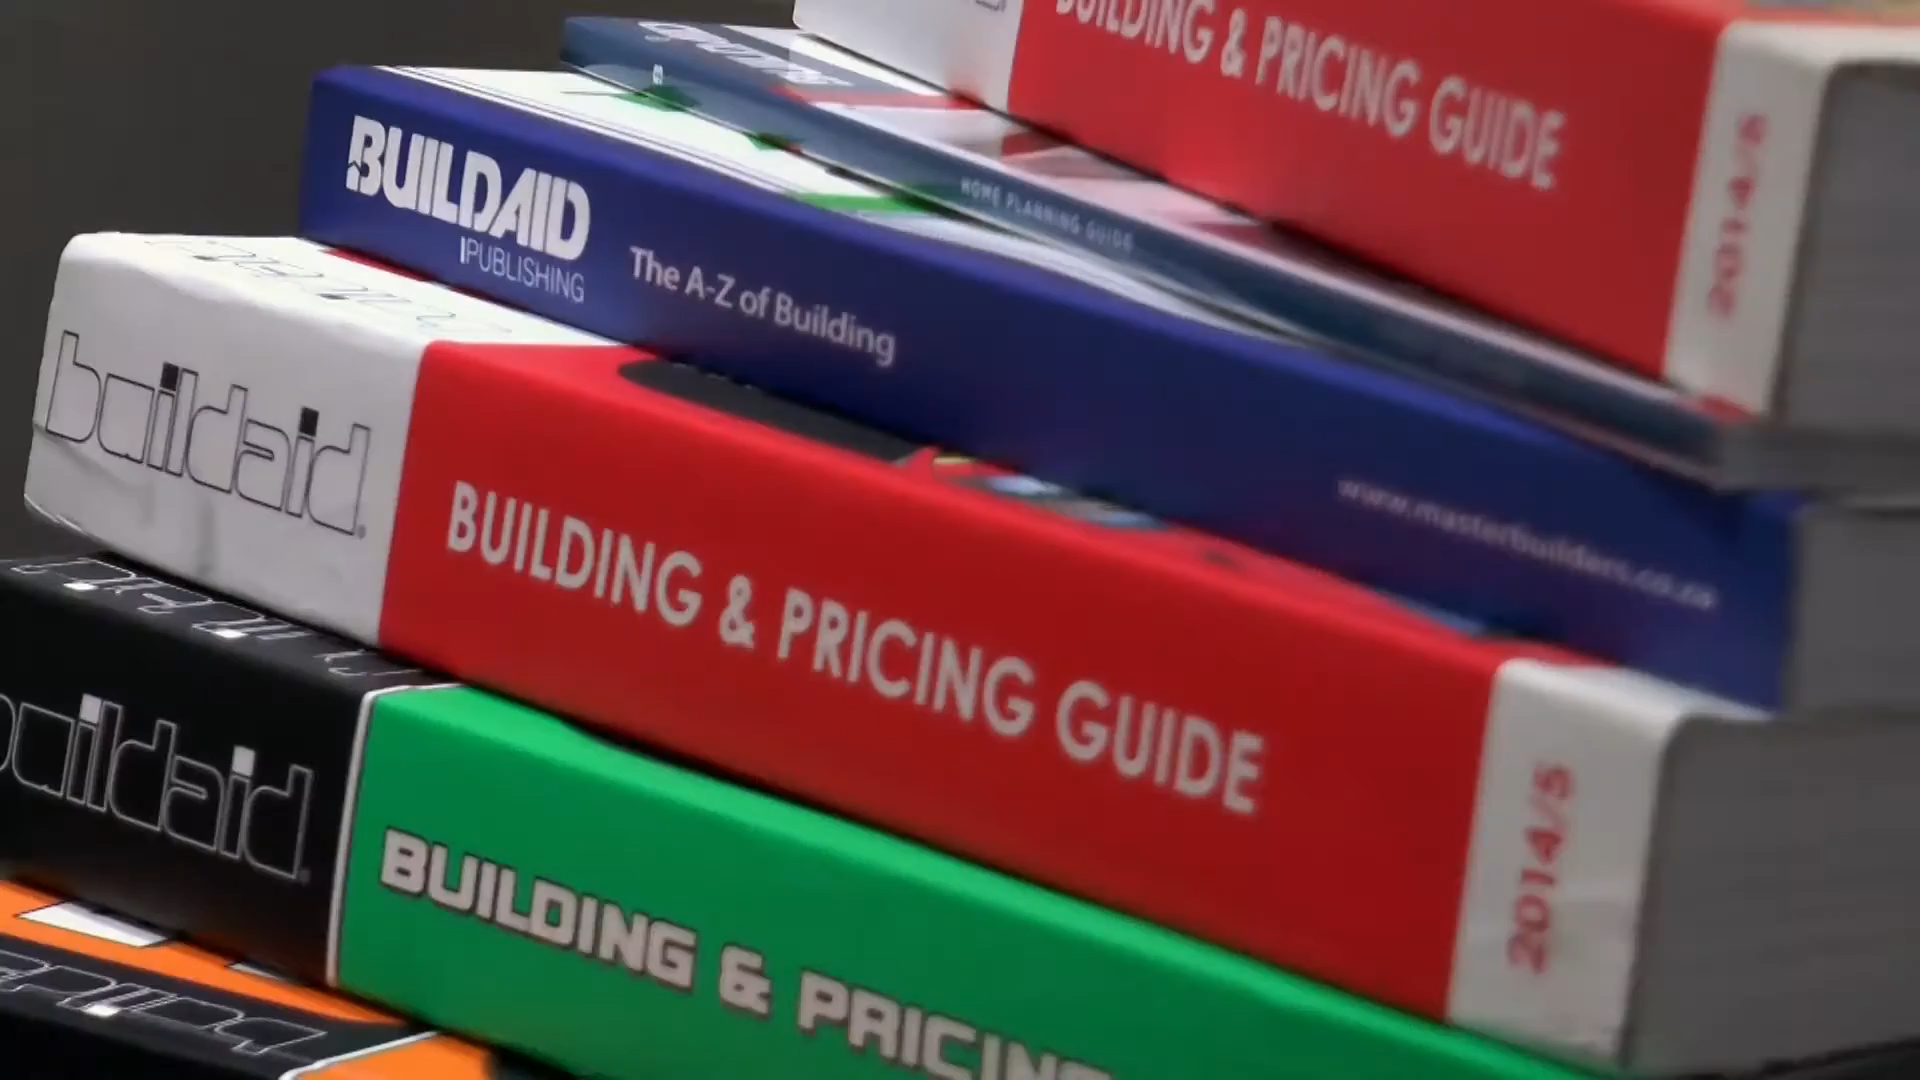 BUILDING & PRICING GUIDE
2014/5
HOME PLANNING GUIDE
BUILDAID
PUBLISHING
The A-Z of Building
www.masterbuilders.co.za
buildaid
BUILDING & PRICING GUIDE
2014/5
buildaid
BUILDING & PRICING